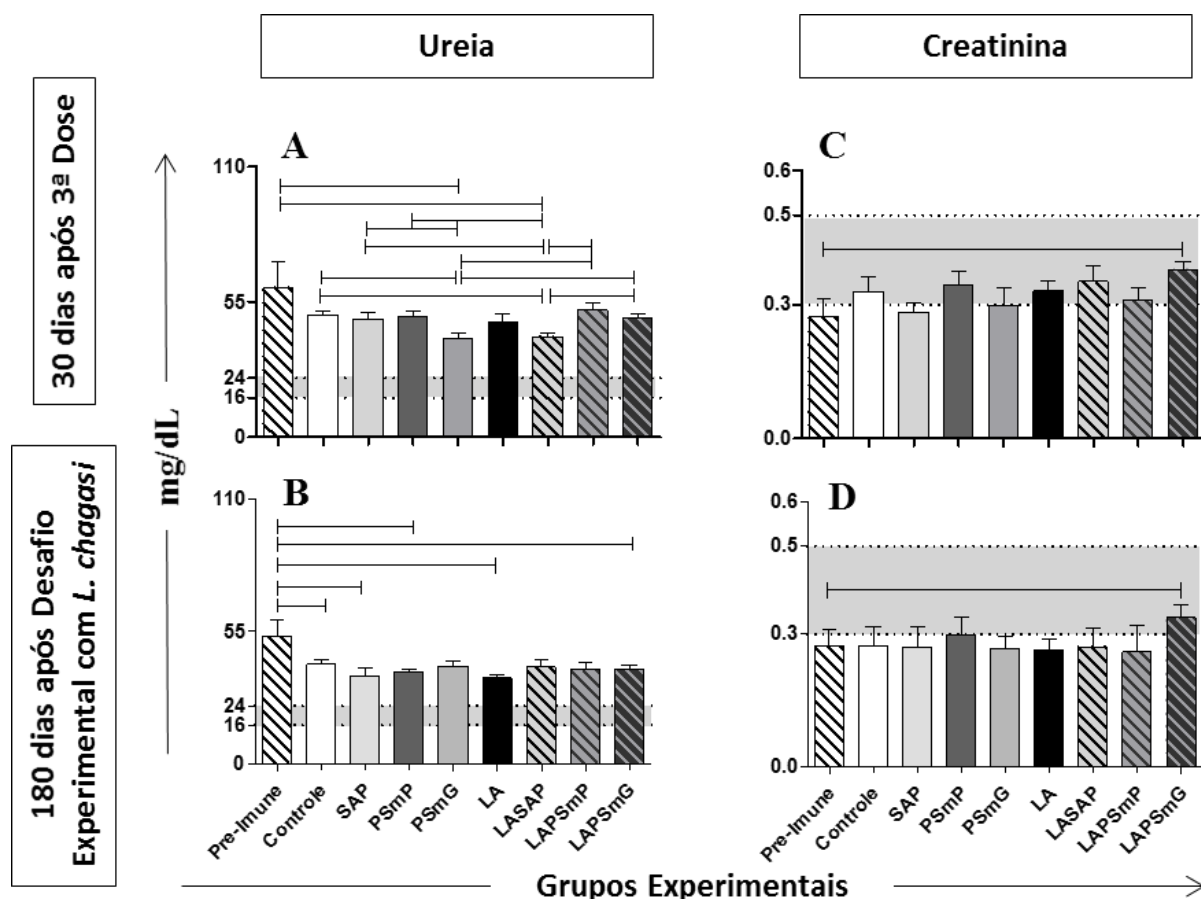 Ureia
Creatinina
30 dias após 3ª Dose
180 dias após Desafio
Experimental com L. chagasi
mg/dL
A
110
55
24
16
0
C
0.6
0.5
0.3
0.0
B
110
55
24
16
0
Pre-Imune
Controle
SAP
PSmP
PSmG
LA
LASAP
LAPSmP
LAPSmG
D
0.6
0.5
0.3
0.0
Pre-Imune
Controle
SAP
PSmP
PSmG
LA
LASAP
LAPSmP
LAPSmG
Grupos Experimentais